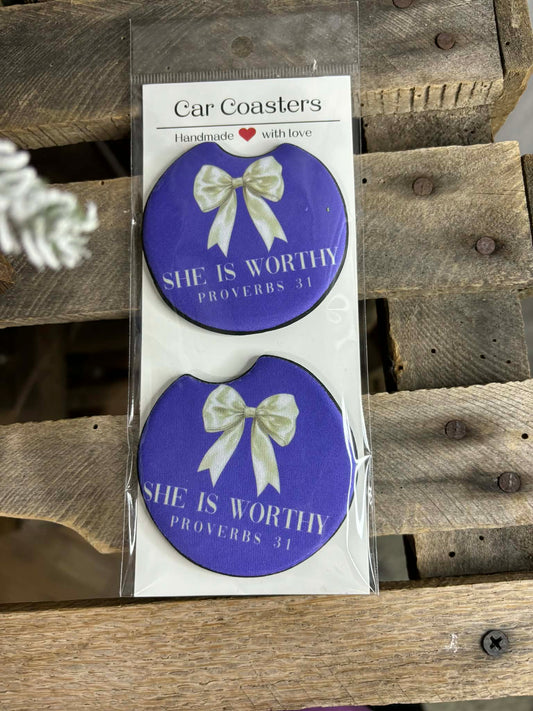 Car Coasters
Handmade ❤ with love
SHE IS WORTHY
PROVERBS 31
SHE IS WORTHY
PROVERBS 31